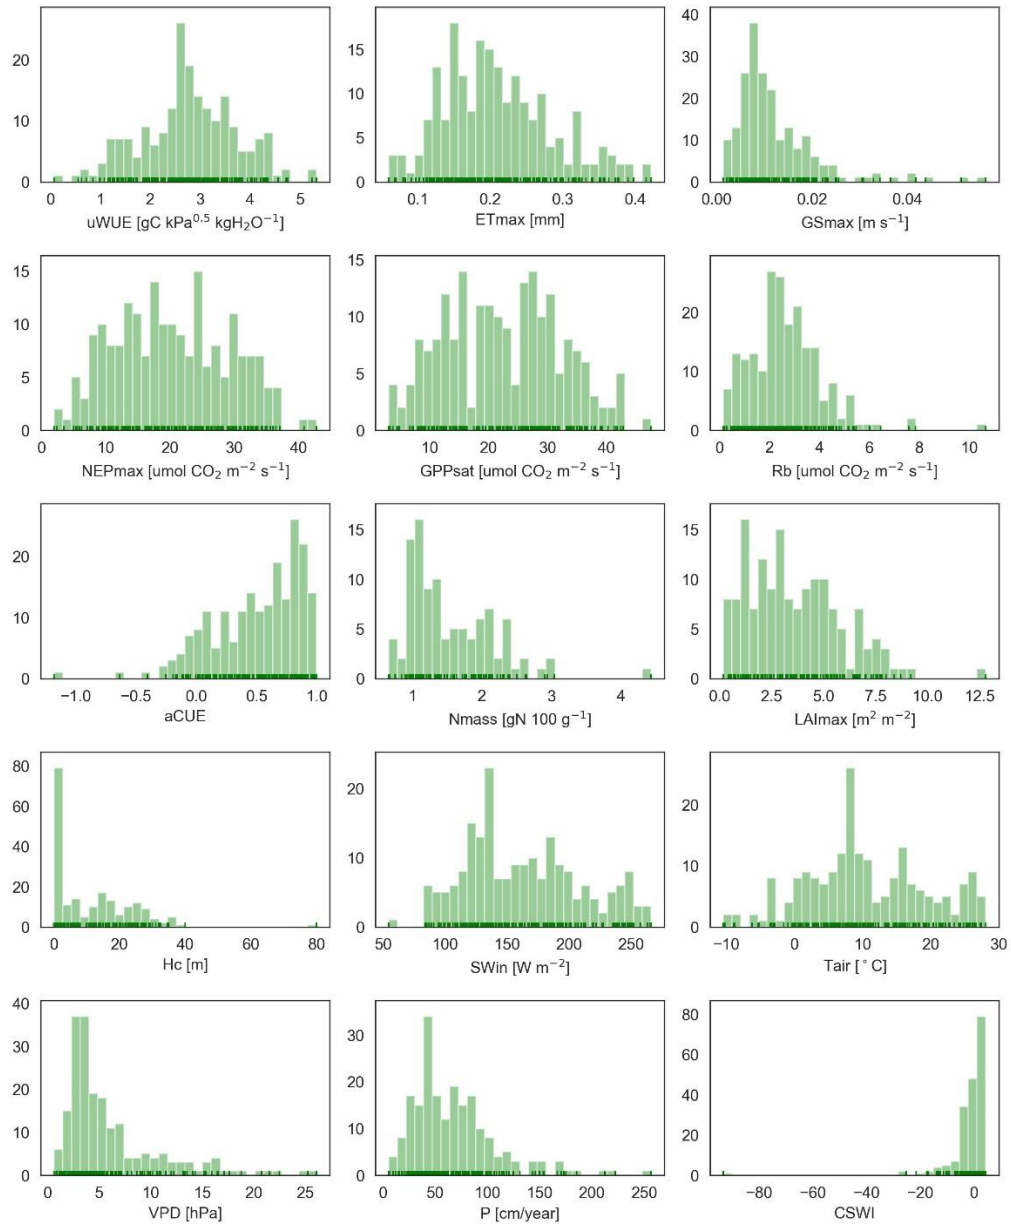 20
10
0
0 1 2 3 4 5
uWUE [gC kPa⁰·⁵ kgH₂O⁻¹]
15
10
5
0
0.1 0.2 0.3 0.4
ETmax [mm]
40
30
20
10
0
0.00 0.02 0.04
GSmax [m s⁻¹]
15
10
5
0
0 10 20 30 40
NEPmax [umol CO₂ m⁻² s⁻¹]
15
10
5
0
10 20 30 40
GPPsat [umol CO₂ m⁻² s⁻¹]
20
10
0
0 2 4 6 8 10
Rb [umol CO₂ m⁻² s⁻¹]
20
10
0
−1.0 −0.5 0.0 0.5 1.0
aCUE
15
10
5
0
1 2 3 4
Nmass [gN 100 g⁻¹]
15
10
5
0
0.0 2.5 5.0 7.5 10.0 12.5
LAImax [m² m⁻²]
80
60
40
20
0
0 20 40 60 80
Hc [m]
20
10
0
50 100 150 200 250
SWin [W m⁻²]
20
10
0
−10 0 10 20 30
Tair [°C]
40
30
20
10
0
0 5 10 15 20 25
VPD [hPa]
30
20
10
0
0 50 100 150 200 250
P [cm/year]
80
60
40
20
0
−80 −60 −40 −20 0
CSWI